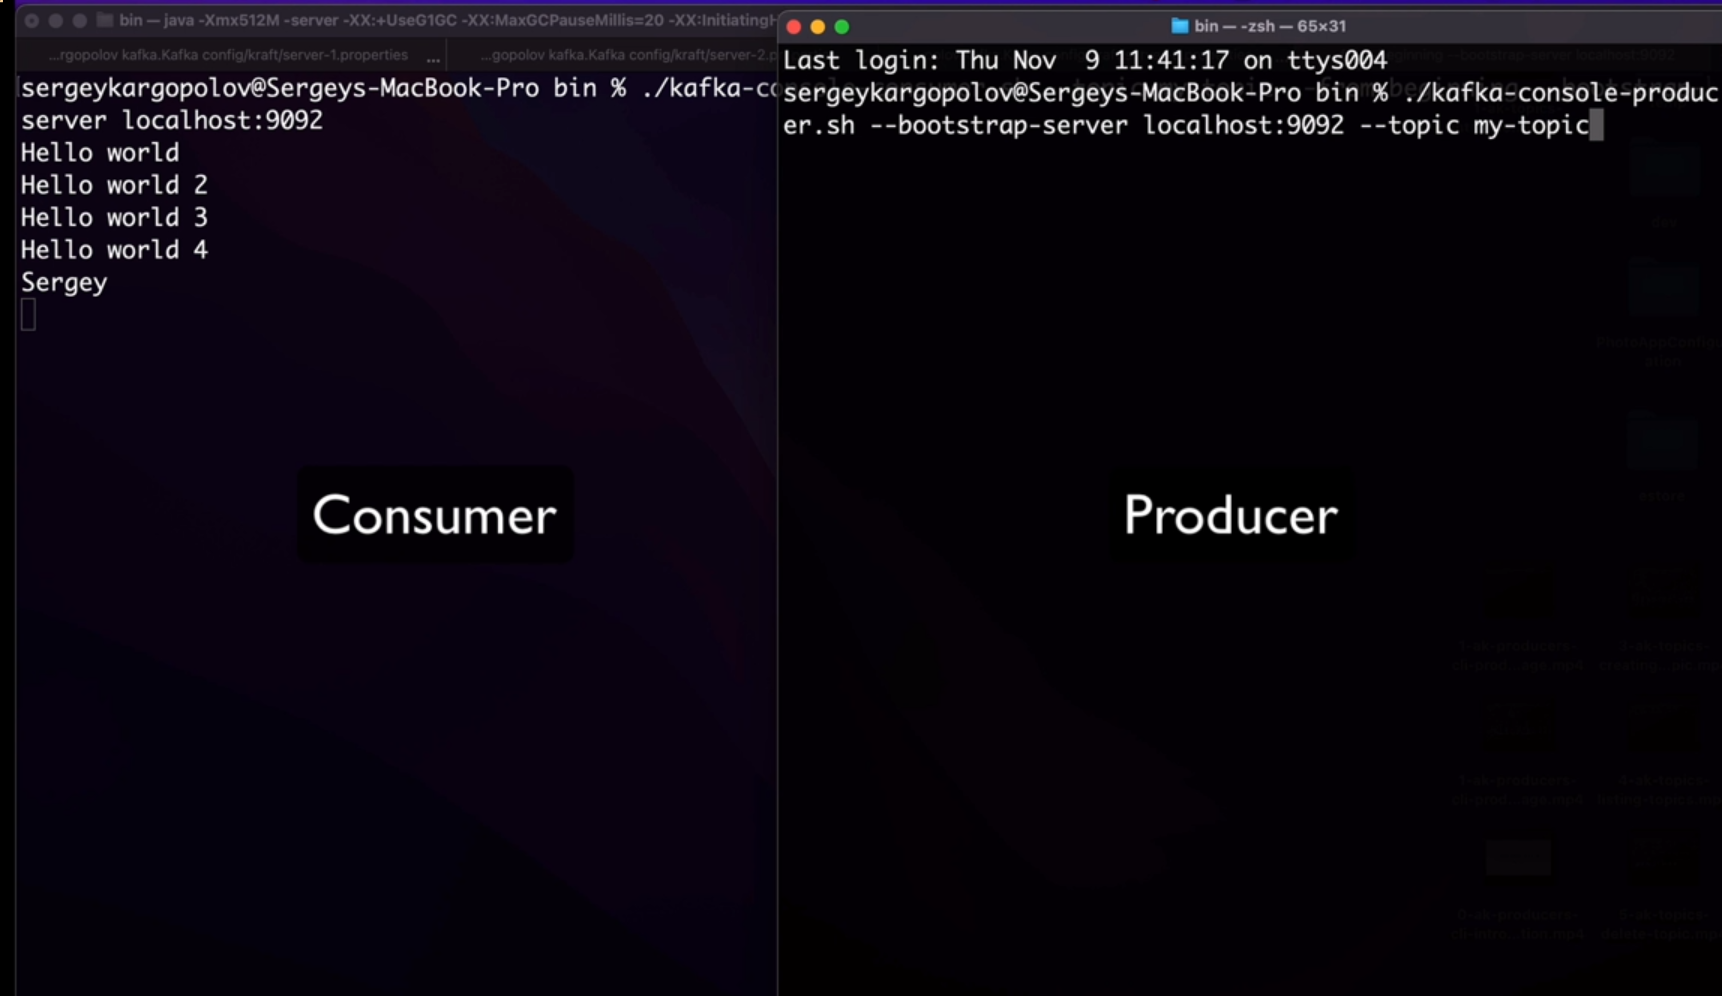 bin — java -Xmx512M -server -XX:+UseG1GC -XX:MaxGCPauseMillis=20 -XX:InitiatingH
...rgopolov kafka.Kafka config/kraft/server-1.properties ...
...gopolov kafka.Kafka config/kraft/server-2.p
sergeykargopolov@Sergeys-MacBook-Pro bin % ./kafka-co
server localhost:9092
Hello world
Hello world 2
Hello world 3
Hello world 4
Sergey
Consumer
bin — -zsh — 65×31
Last login: Thu Nov  9 11:41:17 on ttys004
sergeykargopolov@Sergeys-MacBook-Pro bin % ./kafka-console-produc
er.sh --bootstrap-server localhost:9092 --topic my-topic
Producer